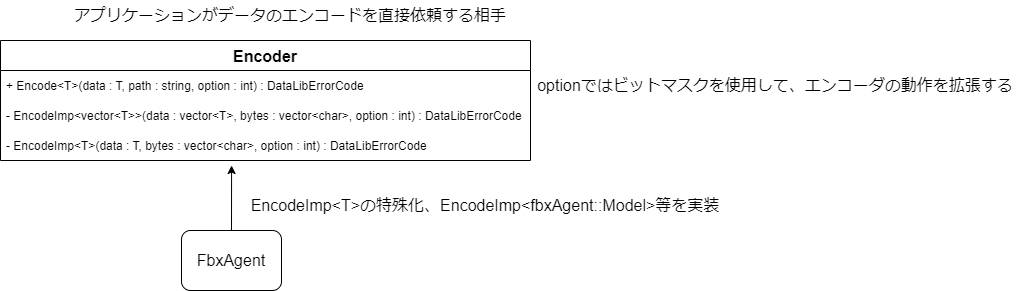 アプリケーションがデータのエンコードを直接依頼する相手
Encoder
+ Encode<T>(data : T, path : string, option : int) : DataLibErrorCode
optionではビットマスクを使用して、エンコーダの動作を拡張する
- EncodeImp<vector<T>>(data : vector<T>, bytes : vector<char>, option : int) : DataLibErrorCode
- EncodeImp<T>(data : T, bytes : vector<char>, option : int) : DataLibErrorCode
EncodeImp<T>の特殊化、EncodeImp<fbxAgent::Model>等を実装
FbxAgent